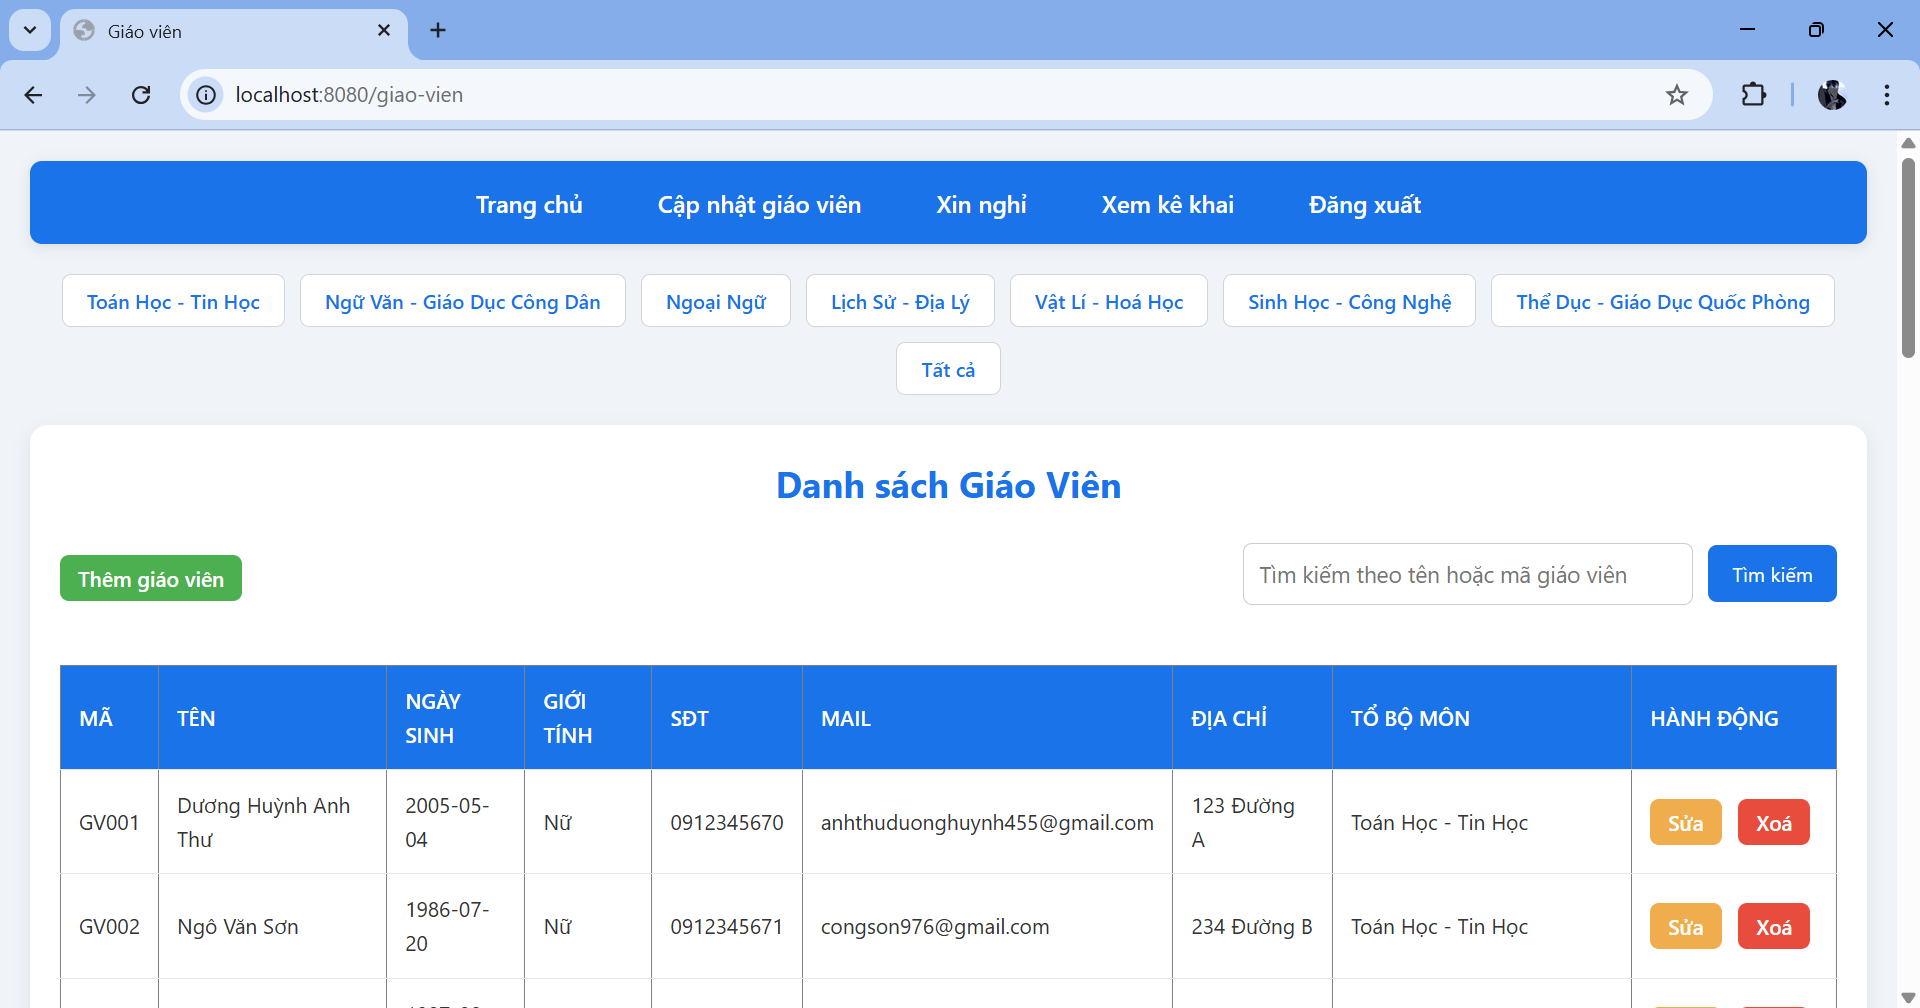 Giáo viên
localhost:8080/giao-vien
Trang chủ Cập nhật giáo viên Xin nghỉ Xem kê khai Đăng xuất
Toán Học - Tin Học Ngữ Văn - Giáo Dục Công Dân Ngoại Ngữ Lịch Sử - Địa Lý Vật Lí - Hoá Học Sinh Học - Công Nghệ Thể Dục - Giáo Dục Quốc Phòng
Tất cả
Danh sách Giáo Viên
Thêm giáo viên Tìm kiếm theo tên hoặc mã giáo viên Tìm kiếm
MÃ TÊN NGÀY SINH GIỚI TÍNH SĐT MAIL ĐỊA CHỈ TỔ BỘ MÔN HÀNH ĐỘNG
GV001 Dương Huỳnh Anh Thư 2005-05-04 Nữ 0912345670 anhthuduonghuynh455@gmail.com 123 Đường A Toán Học - Tin Học Sửa Xoá
GV002 Ngô Văn Sơn 1986-07-20 Nữ 0912345671 congson976@gmail.com 234 Đường B Toán Học - Tin Học Sửa Xoá